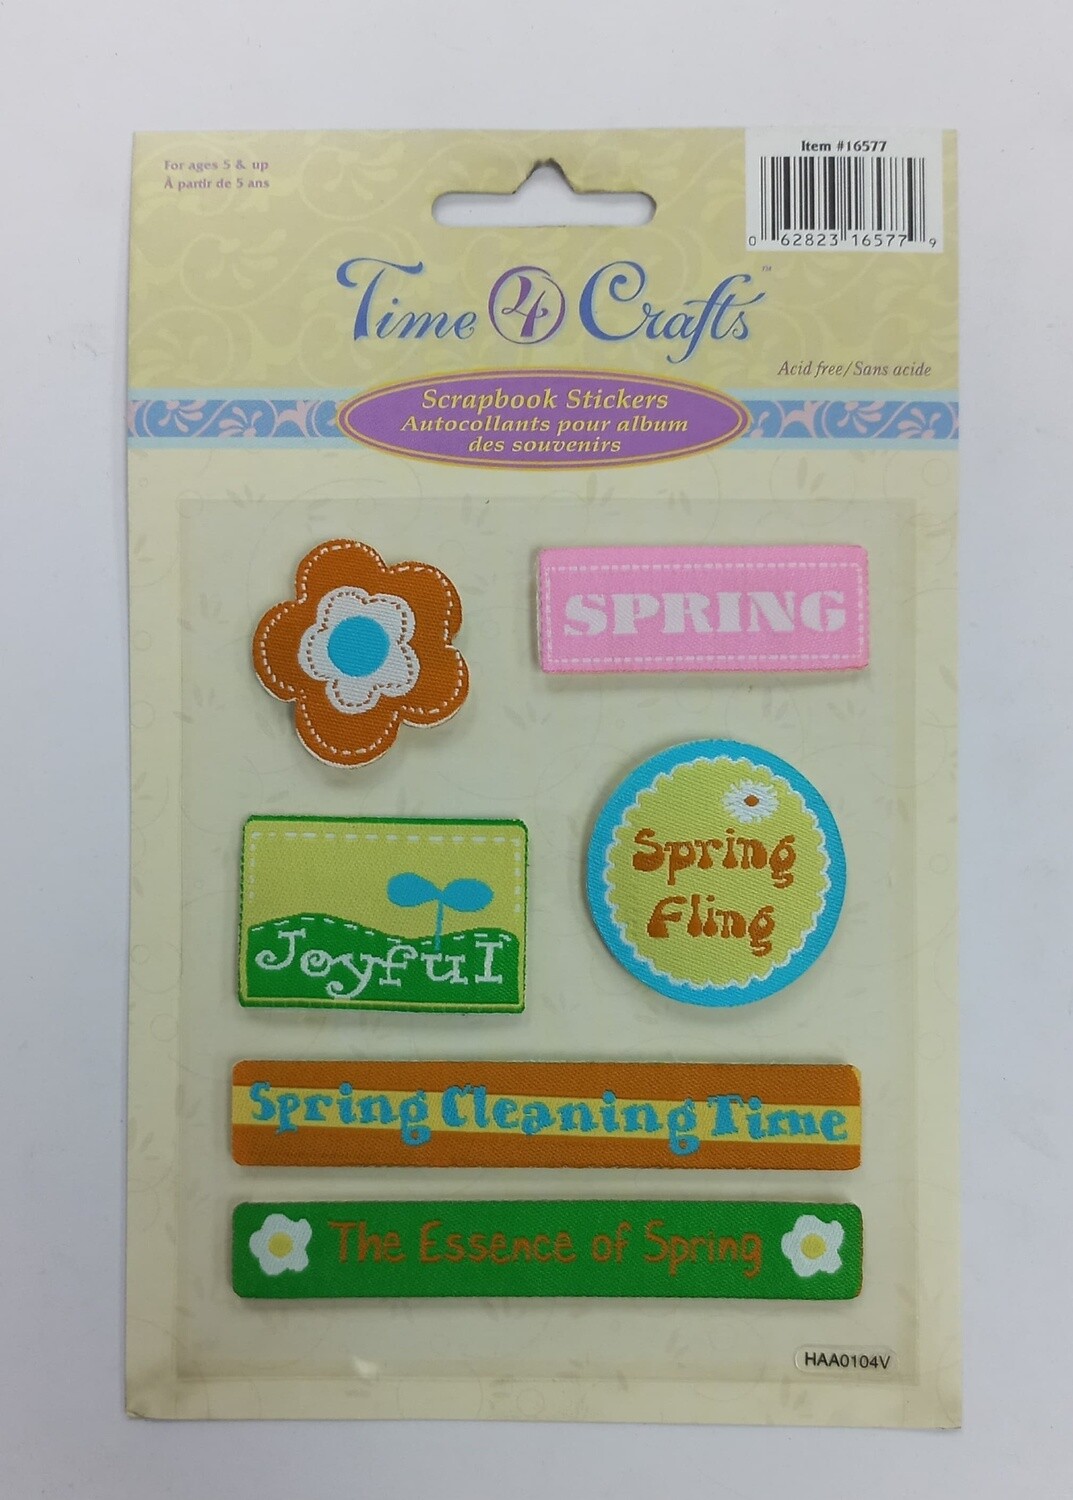 For ages 5 & up
À partir de 5 ans
Item #16577
0 62823 16577 9
Time 4 Crafts™
Acid free/Sans acide
Scrapbook Stickers
Autocollants pour album
des souvenirs
SPRING
Spring
Fling
Joyful
Spring Cleaning Time
The Essence of Spring
HAA0104V